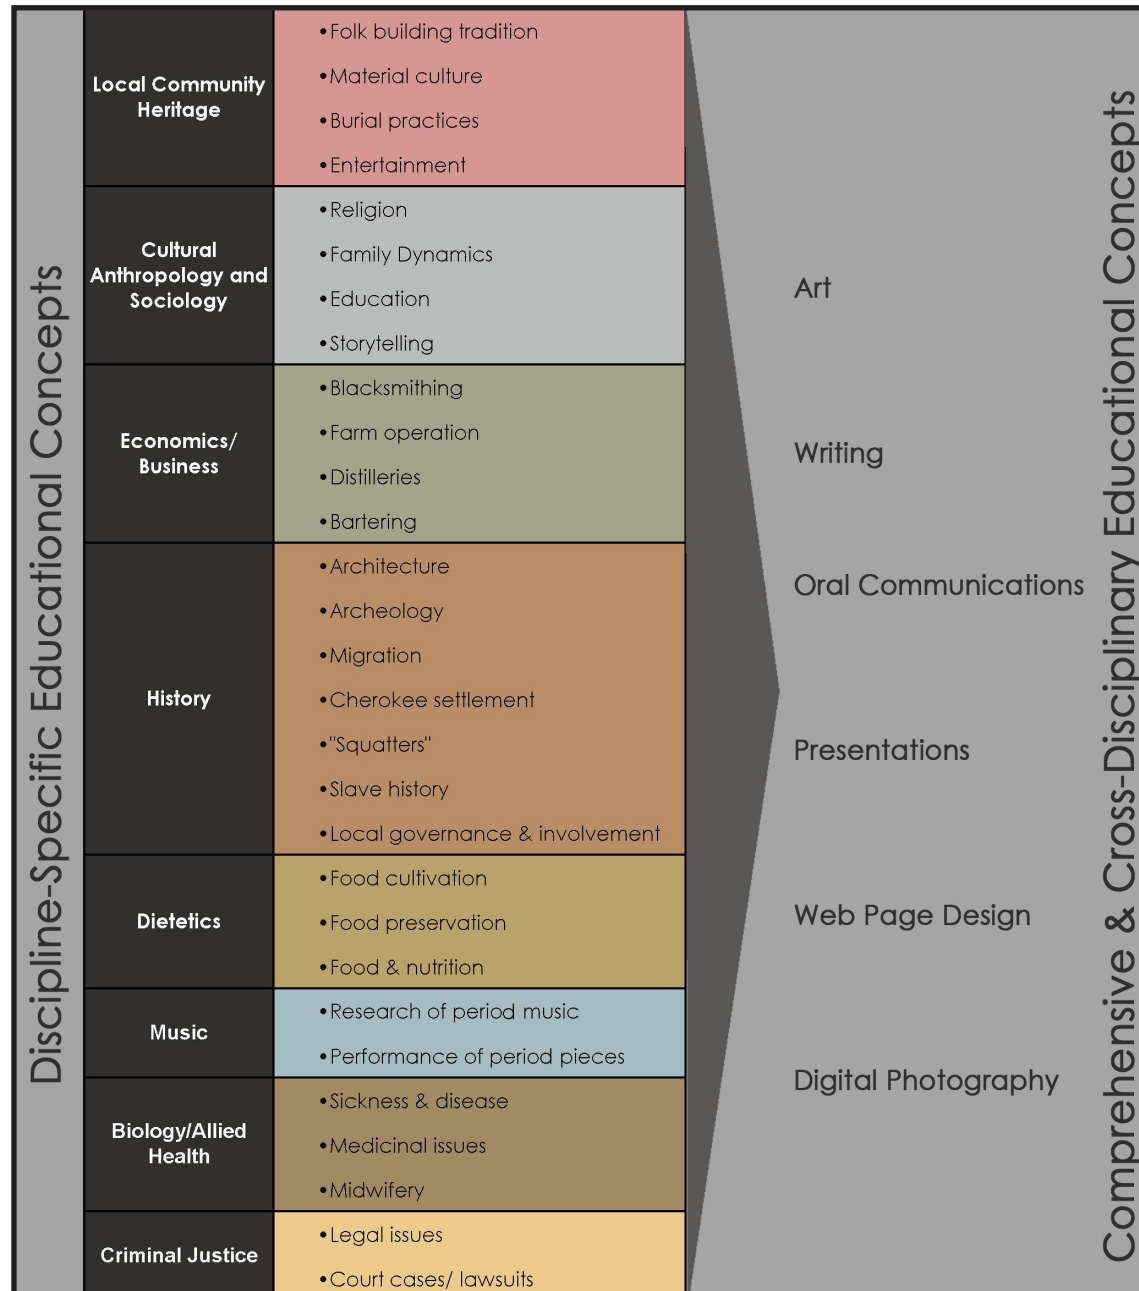 Discipline-Specific Educational Concepts
Local Community
Heritage
•Folk building tradition
•Material culture
•Burial practices
•Entertainment
Cultural
Anthropology and
Sociology
•Religion
•Family Dynamics
•Education
•Storytelling
Economics/
Business
•Blacksmithing
•Farm operation
•Distilleries
•Bartering
History
•Architecture
•Archeology
•Migration
•Cherokee settlement
•"Squatters"
•Slave history
•Local governance & involvement
Dietetics
•Food cultivation
•Food preservation
•Food & nutrition
Music
•Research of period music
•Performance of period pieces
Biology/Allied
Health
•Sickness & disease
•Medicinal issues
•Midwifery
Criminal Justice
•Legal issues
•Court cases/ lawsuits
Art
Writing
Oral Communications
Presentations
Web Page Design
Digital Photography
Comprehensive & Cross-Disciplinary Educational Concepts